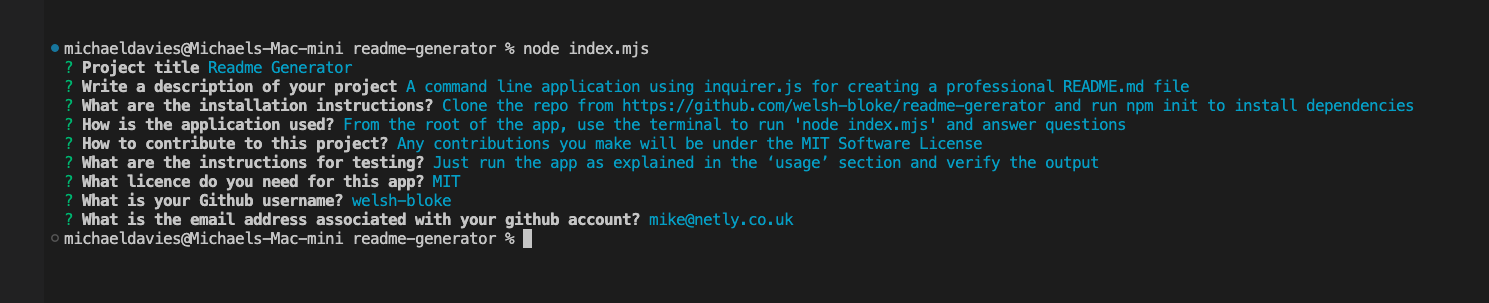 michaeldavies@Michaels-Mac-mini readme-generator % node index.mjs
? Project title Readme Generator
? Write a description of your project A command line application using inquirer.js for creating a professional README.md file
? What are the installation instructions? Clone the repo from https://github.com/welsh-bloke/readme-gererator and run npm init to install dependencies
? How is the application used? From the root of the app, use the terminal to run 'node index.mjs' and answer questions
? How to contribute to this project? Any contributions you make will be under the MIT Software License
? What are the instructions for testing? Just run the app as explained in the ‘usage’ section and verify the output
? What licence do you need for this app? MIT
? What is your Github username? welsh-bloke
? What is the email address associated with your github account? mike@netly.co.uk
michaeldavies@Michaels-Mac-mini readme-generator %